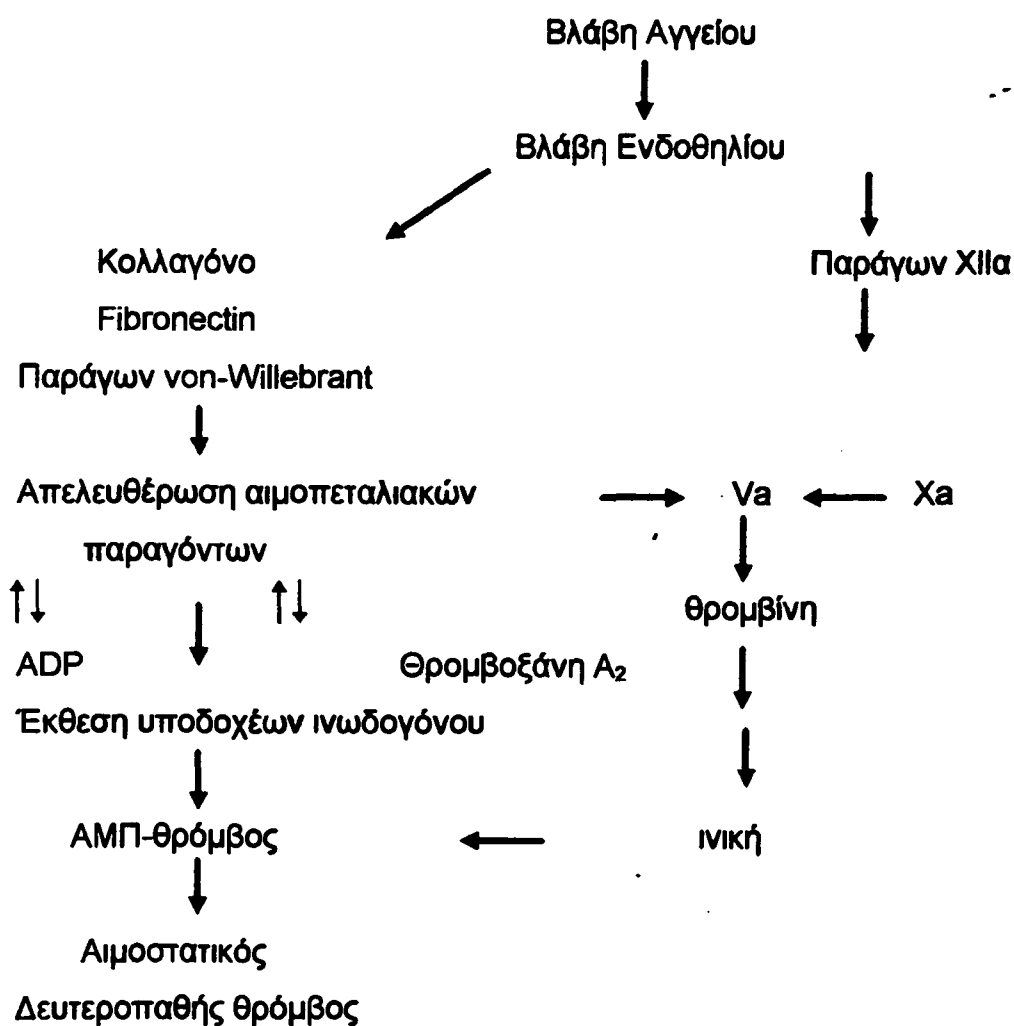 Βλάβη Αγγείου
Βλάβη Ενδοθηλίου
Κολλαγόνο
Παράγων XIIα
Fibronectin
Παράγων von-Willebrant
Απελευθέρωση αιμοπεταλιακών
Va
Xa
παραγόντων
θρομβίνη
ADP
Θρομβοξάνη Α₂
Έκθεση υποδοχέων ινωδογόνου
ΑΜΠ-θρόμβος
ινική
Αιμοστατικός
Δευτεροπαθής θρόμβος